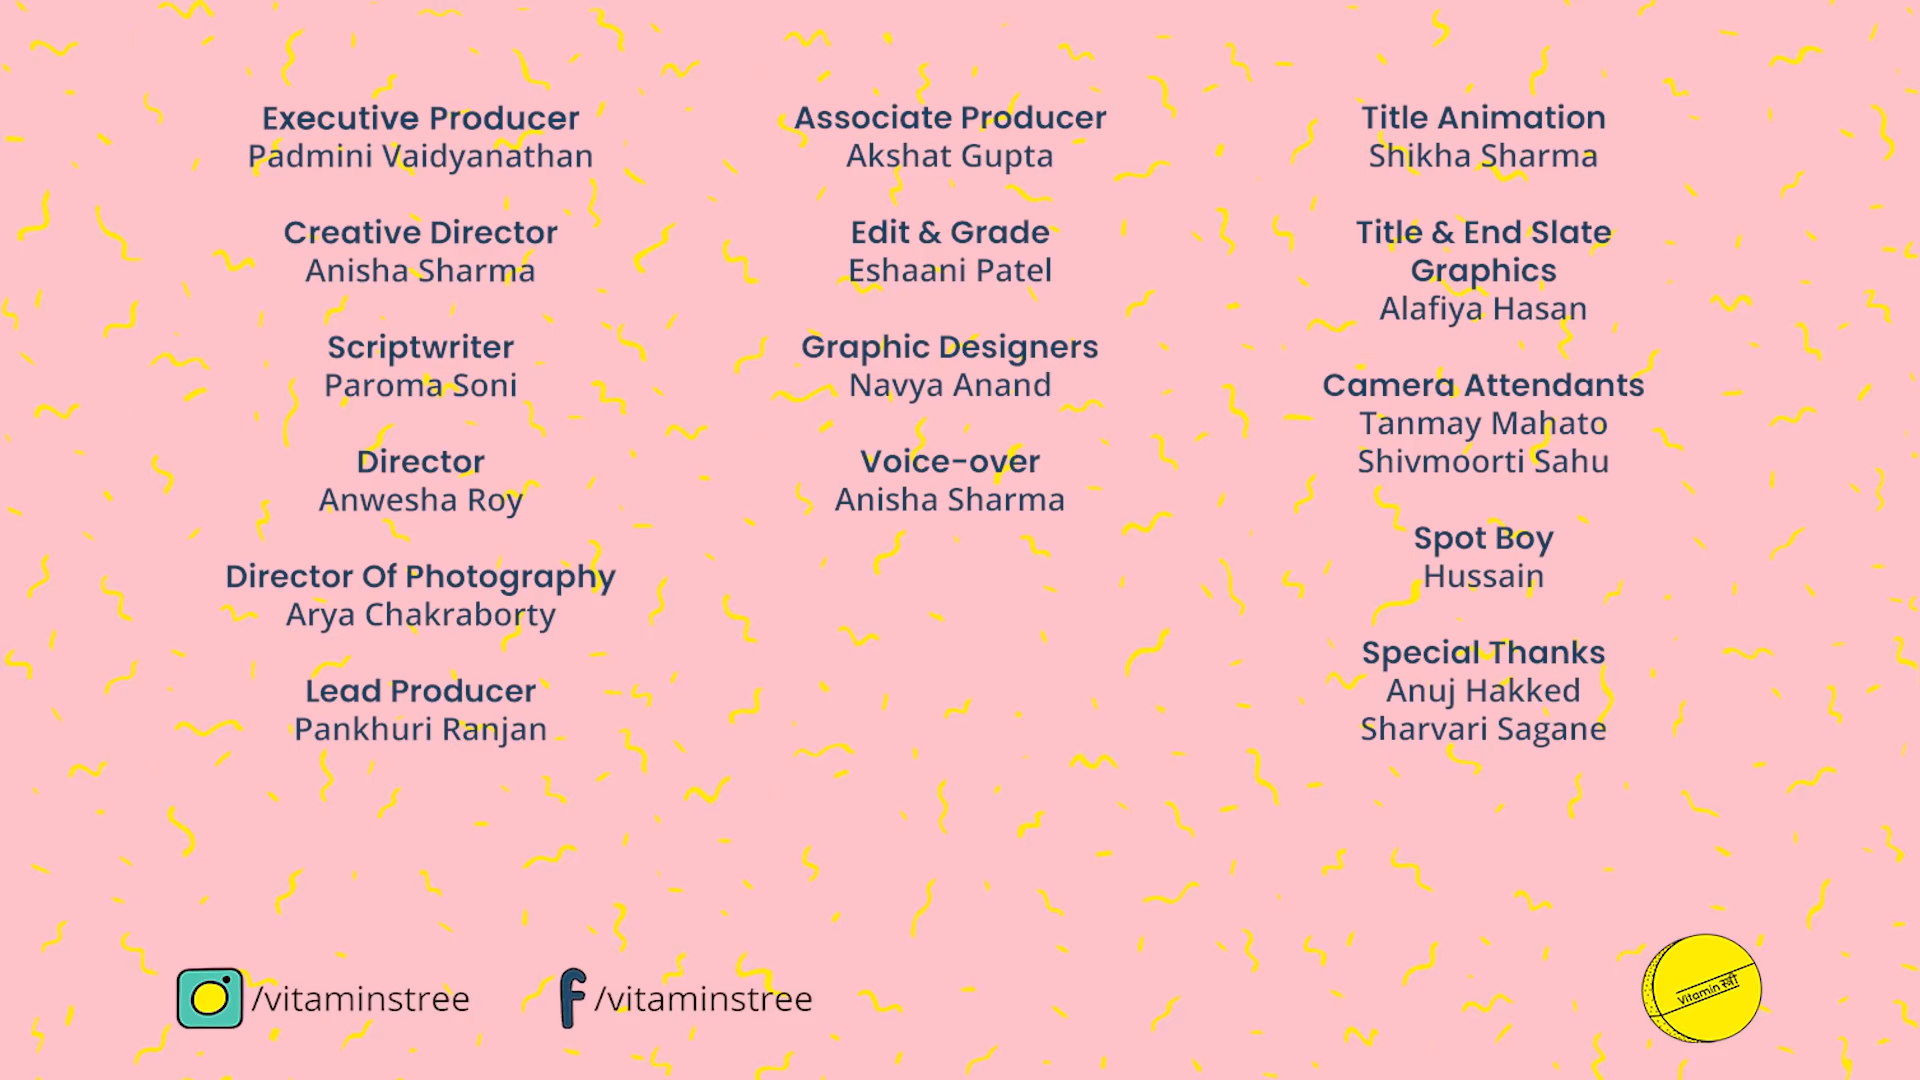 Executive Producer
Padmini Vaidyanathan
Creative Director
Anisha Sharma
Scriptwriter
Paroma Soni
Director
Anwesha Roy
Director Of Photography
Arya Chakraborty
Lead Producer
Pankhuri Ranjan
Associate Producer
Akshat Gupta
Edit & Grade
Eshaani Patel
Graphic Designers
Navya Anand
Voice-over
Anisha Sharma
Title Animation
Shikha Sharma
Title & End Slate
Graphics
Alafiya Hasan
Camera Attendants
Tanmay Mahato
Shivmoorti Sahu
Spot Boy
Hussain
Special Thanks
Anuj Hakked
Sharvari Sagane
/vitaminstree
/vitaminstree
Vitamin स्त्री